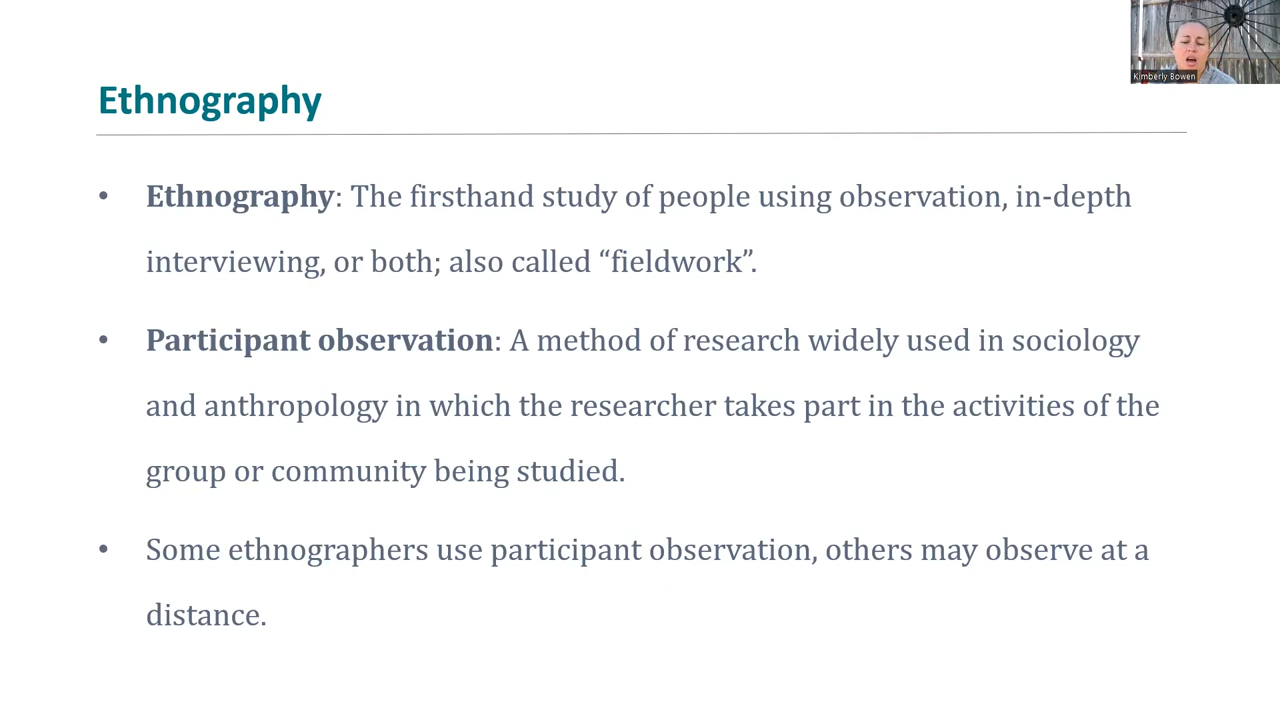 Kimberly Bowen
Ethnography
• Ethnography: The firsthand study of people using observation, in-depth
interviewing, or both; also called “fieldwork”.
• Participant observation: A method of research widely used in sociology
and anthropology in which the researcher takes part in the activities of the
group or community being studied.
• Some ethnographers use participant observation, others may observe at a
distance.